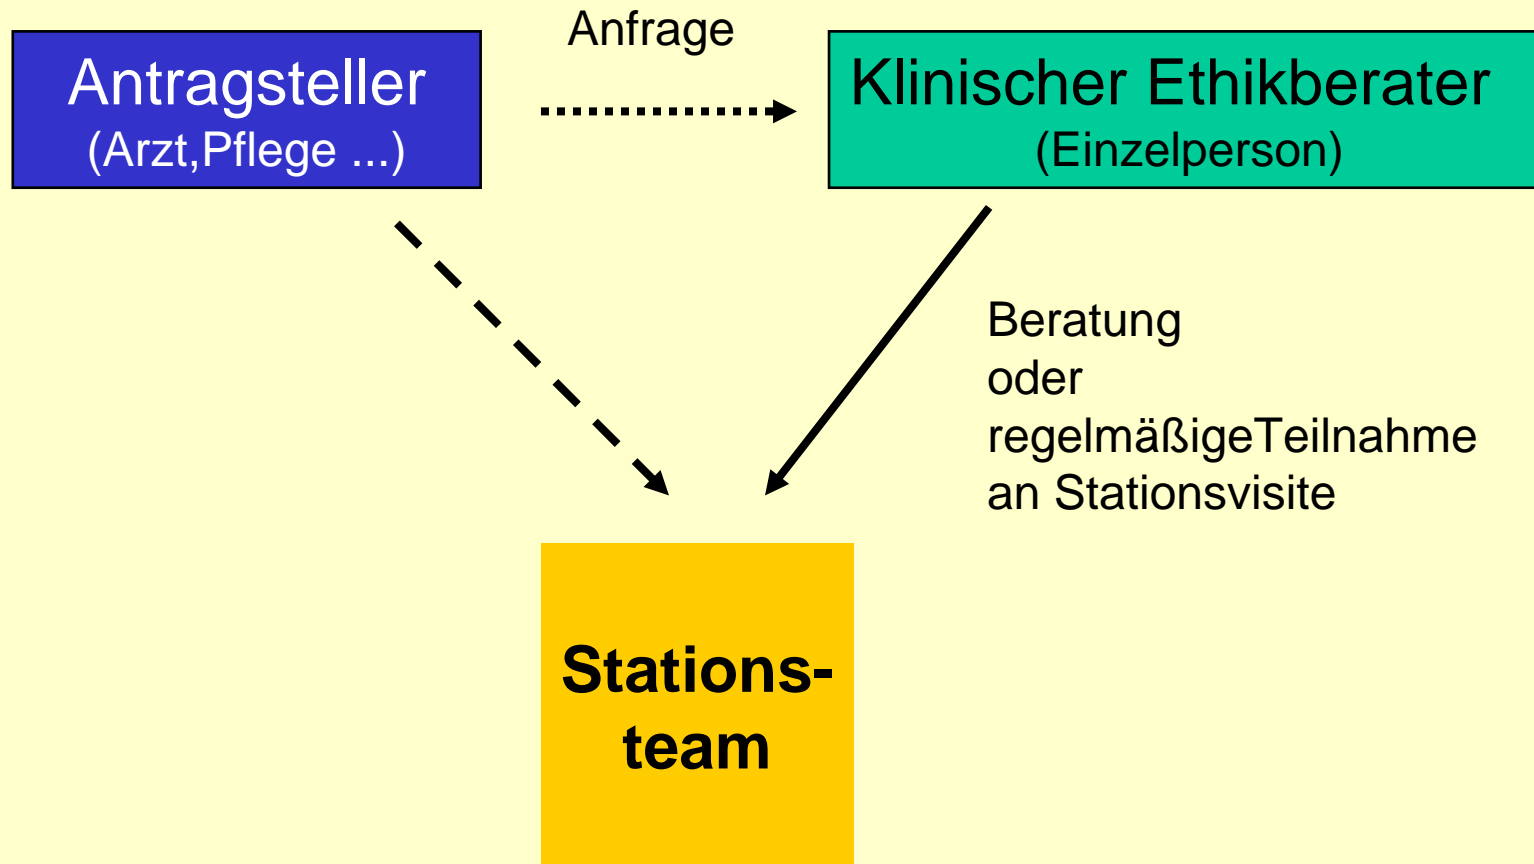 Anfrage
Antragsteller
(Arzt,Pflege ...)
Klinischer Ethikberater
(Einzelperson)
Beratung
oder
regelmäßigeTeilnahme
an Stationsvisite
Stations-
team